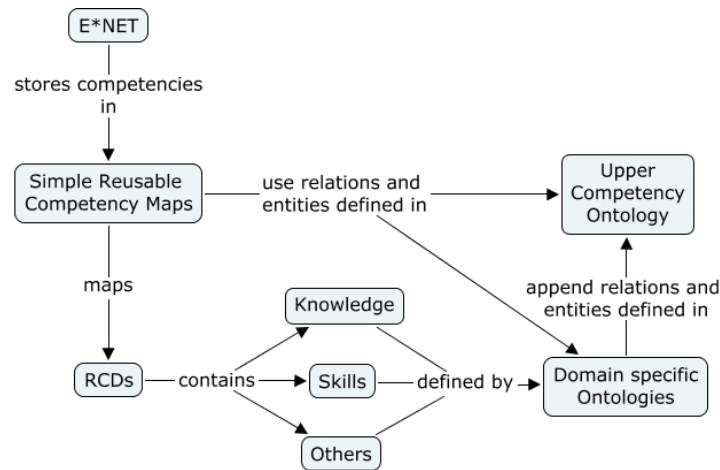 E*NET
stores competencies
in
Simple Reusable
Competency Maps
use relations and
entities defined in
Upper
Competency
Ontology
maps
append relations and
entities defined in
Knowledge
RCDs
contains
Skills
defined by
Domain specific
Ontologies
Others